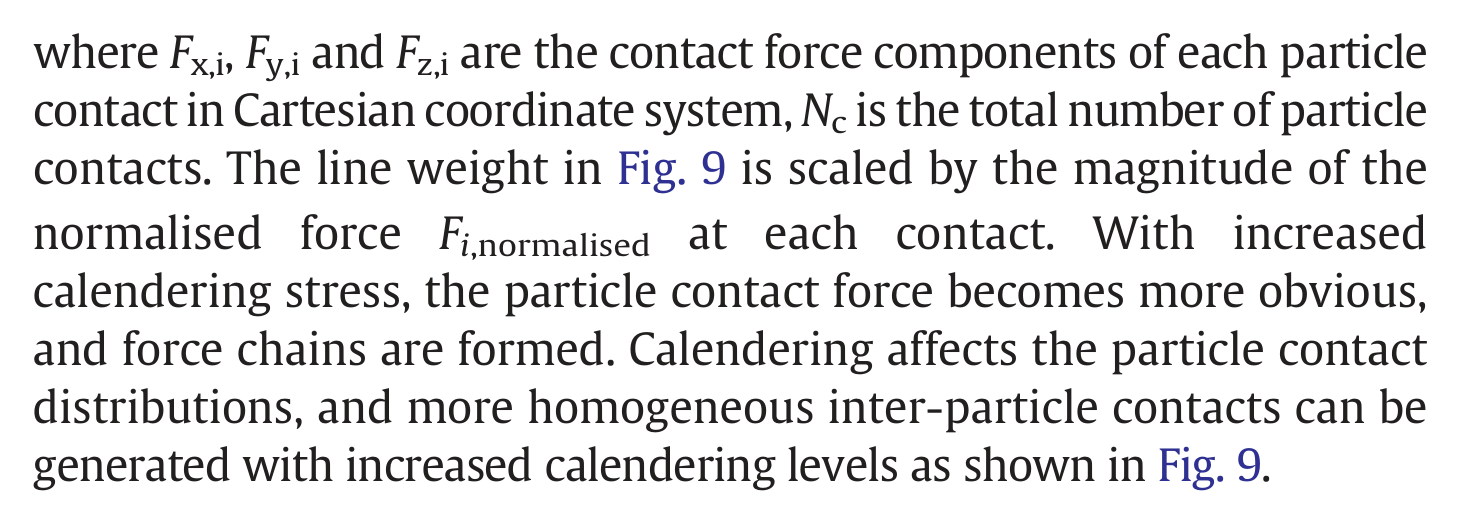 where Fx,i, Fy,i and Fz,i are the contact force components of each particle
contact in Cartesian coordinate system, Nc is the total number of particle
contacts. The line weight in Fig. 9 is scaled by the magnitude of the
normalised force Fi,normalised at each contact. With increased
calendering stress, the particle contact force becomes more obvious,
and force chains are formed. Calendering affects the particle contact
distributions, and more homogeneous inter-particle contacts can be
generated with increased calendering levels as shown in Fig. 9.